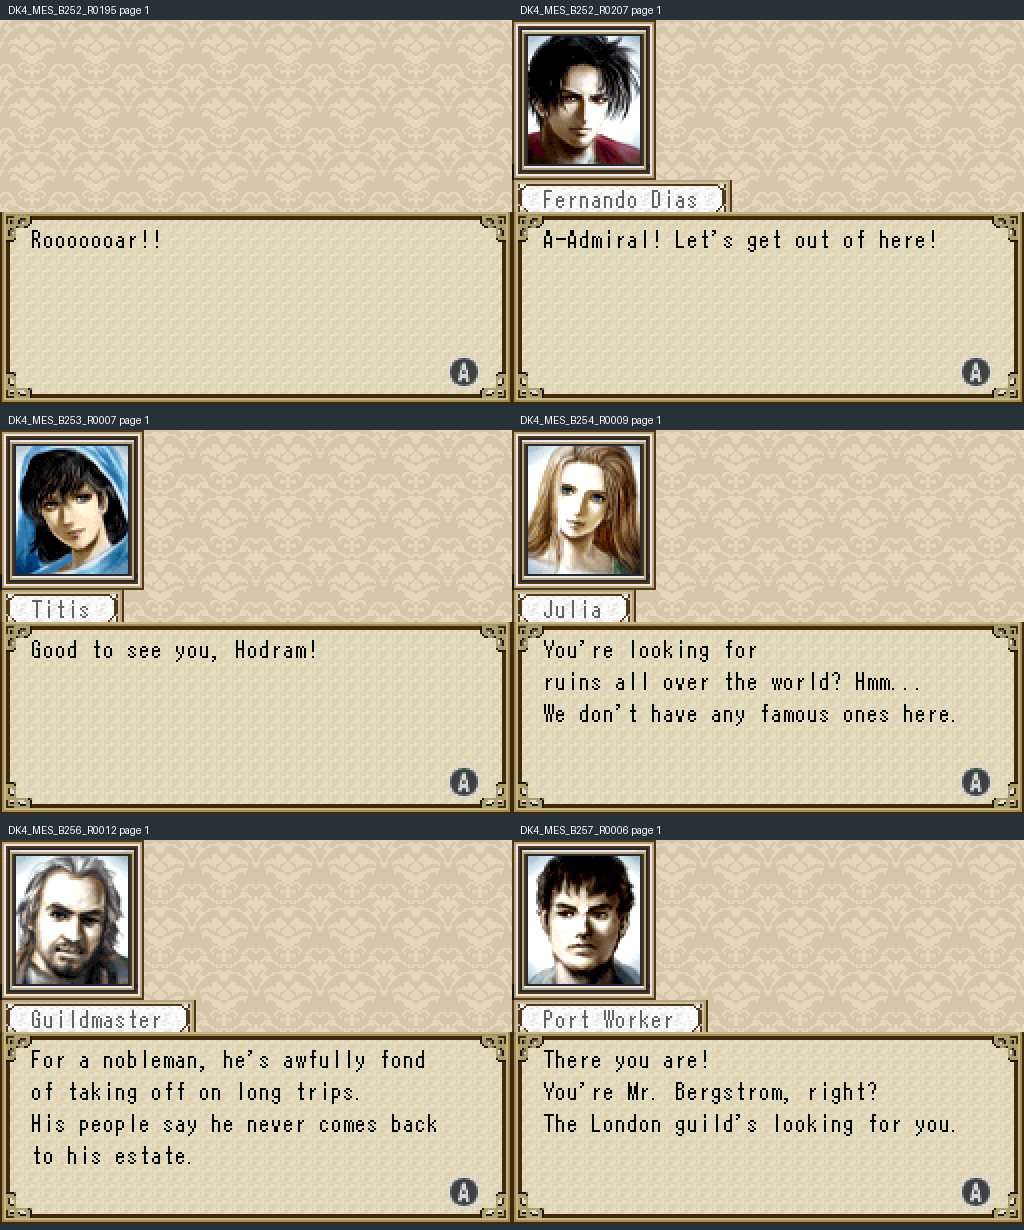 DK4_MES_B252_R0195 page 1
Rooooooar!!
A
DK4_MES_B252_R0207 page 1
Fernando Dias
A-Admiral! Let's get out of here!
A
DK4_MES_B253_R0007 page 1
Titis
Good to see you, Hodram!
A
DK4_MES_B254_R0009 page 1
Julia
You're looking for
ruins all over the world? Hmm...
We don't have any famous ones here.
A
DK4_MES_B256_R0012 page 1
Guildmaster
For a nobleman, he's awfully fond
of taking off on long trips.
His people say he never comes back
to his estate.
A
DK4_MES_B257_R0006 page 1
Port Worker
There you are!
You're Mr. Bergstrom, right?
The London guild's looking for you.
A